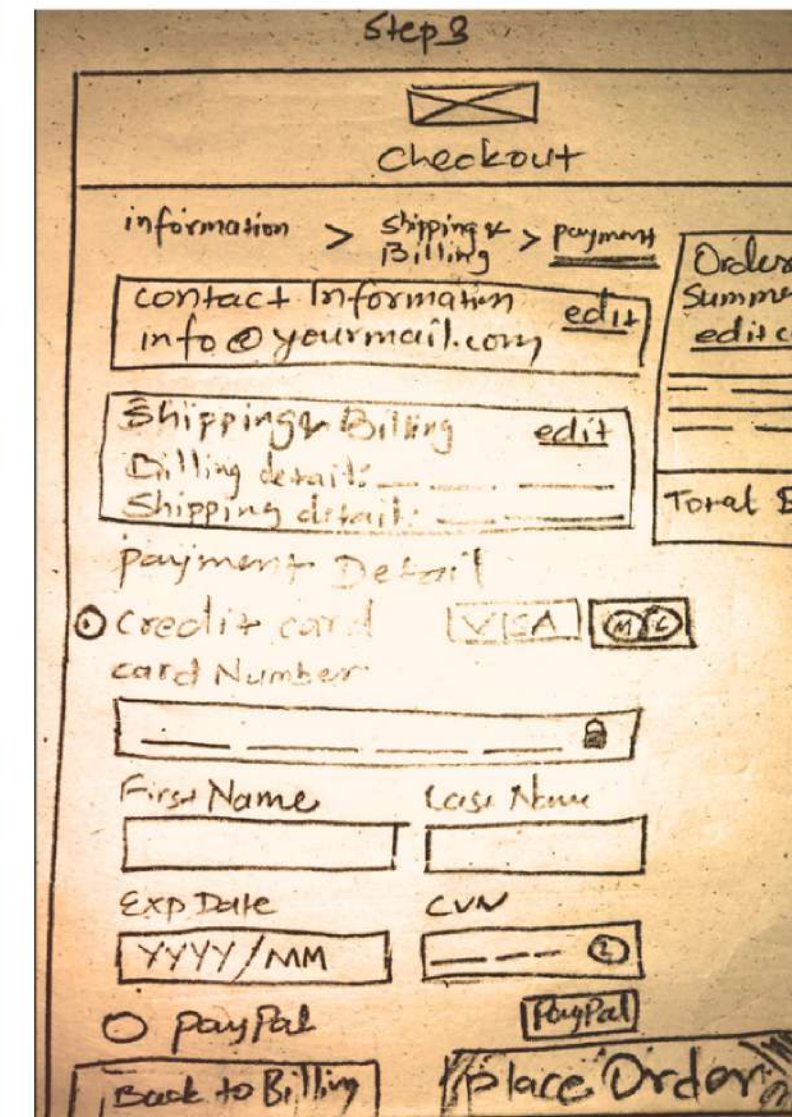 Step 3
Checkout
information > Shipping & Billing > payment
Order
Summe
edit c
contact Information
edit
info@yourmail.com
Shipping & Billing
edit
Billing detail:
Shipping detail:
Total $
payment Detail
Credit card
VISA
MC
card Number
First Name
Last Name
Exp Date
CVN
YYYY/MM
PayPal
PayPal
Back to Billing
Place Order